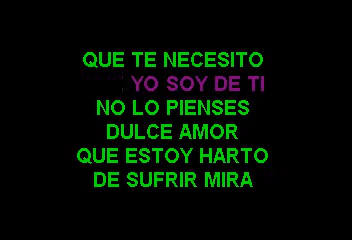 QUE TE NECESITO
YO SOY DE TI
NO LO PIENSES
DULCE AMOR
QUE ESTOY HARTO
DE SUFRIR MIRA